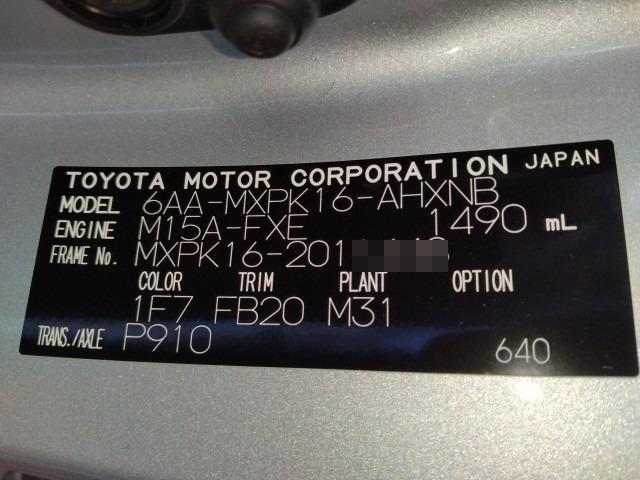 TOYOTA MOTOR CORPORATION JAPAN
MODEL 6AA-MXPK16-AHXNB
ENGINE M15A-FXE 1490 mL
FRAME No. MXPK16-201
COLOR TRIM PLANT OPTION
1F7 FB20 M31
TRANS./AXLE P910 640